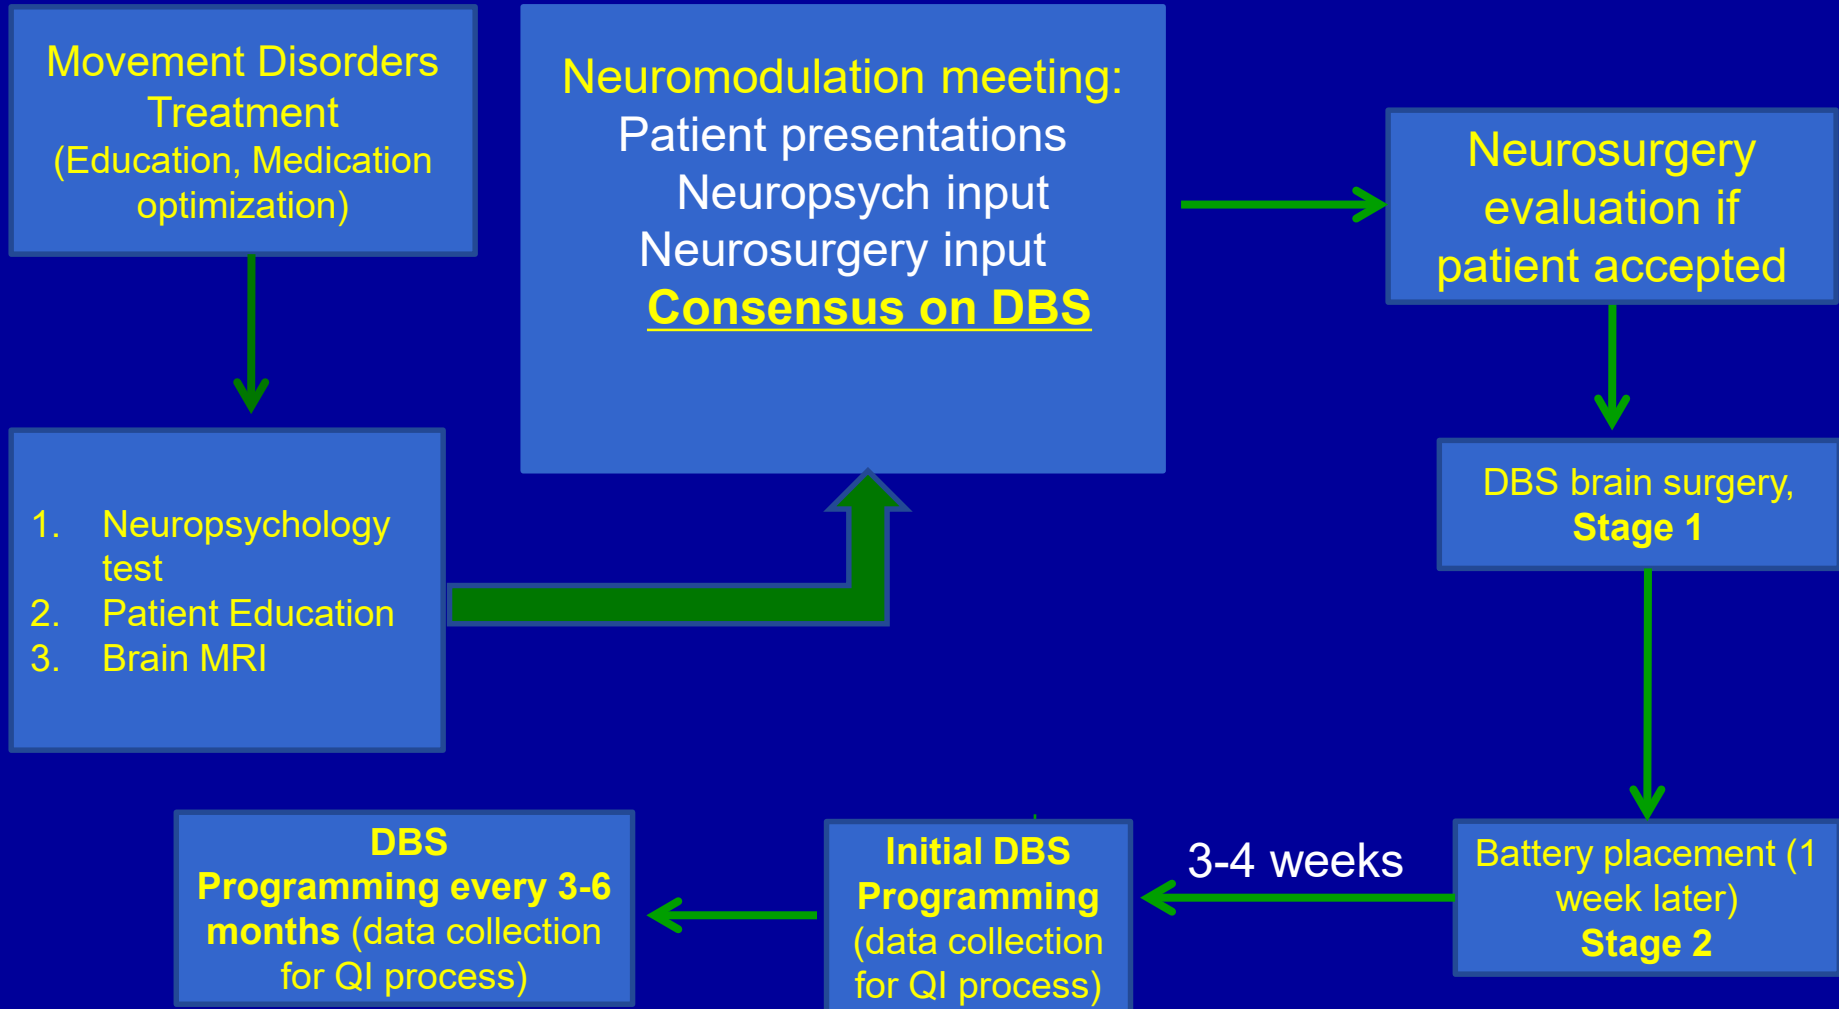 Movement Disorders
Treatment
(Education, Medication
optimization)
Neuromodulation meeting:
Patient presentations
Neuropsych input
Neurosurgery input
Consensus on DBS
Neurosurgery
evaluation if
patient accepted
1. Neuropsychology
test
2. Patient Education
3. Brain MRI
DBS brain surgery,
Stage 1
Battery placement (1
week later)
Stage 2
3-4 weeks
Initial DBS
Programming
(data collection
for QI process)
DBS
Programming every 3-6
months (data collection
for QI process)